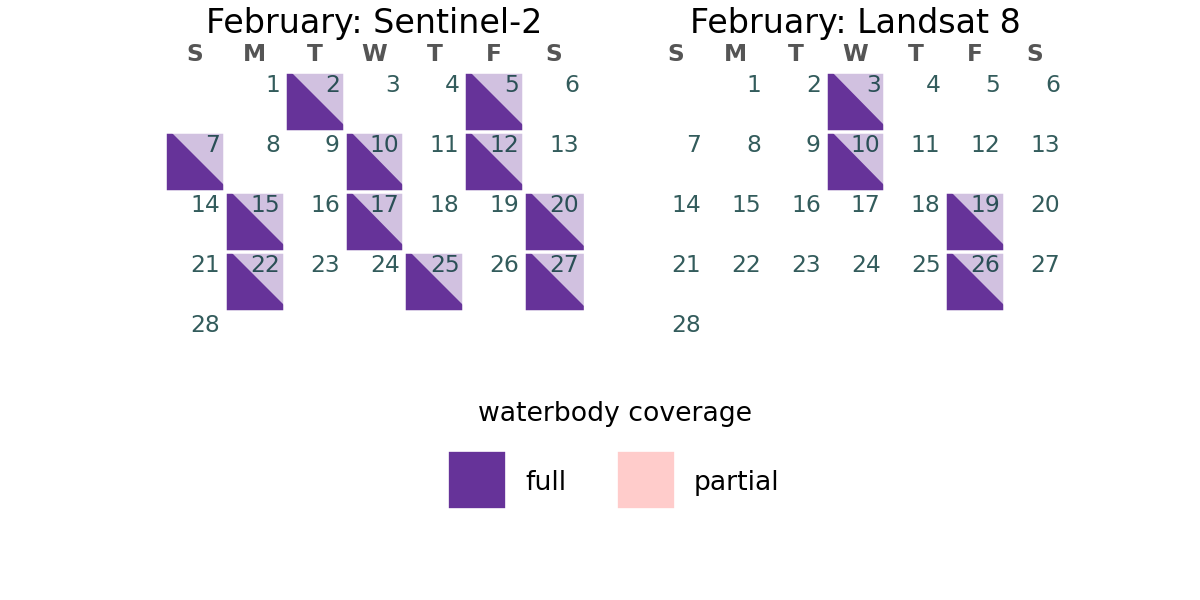 February: Sentinel-2
S M T W T F S
1 2 3 4 5 6
7 8 9 10 11 12 13
14 15 16 17 18 19 20
21 22 23 24 25 26 27
28
February: Landsat 8
S M T W T F S
1 2 3 4 5 6
7 8 9 10 11 12 13
14 15 16 17 18 19 20
21 22 23 24 25 26 27
28
waterbody coverage
full partial